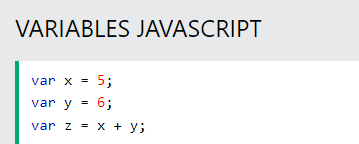 VARIABLES JAVASCRIPT
var x = 5;
var y = 6;
var z = x + y;